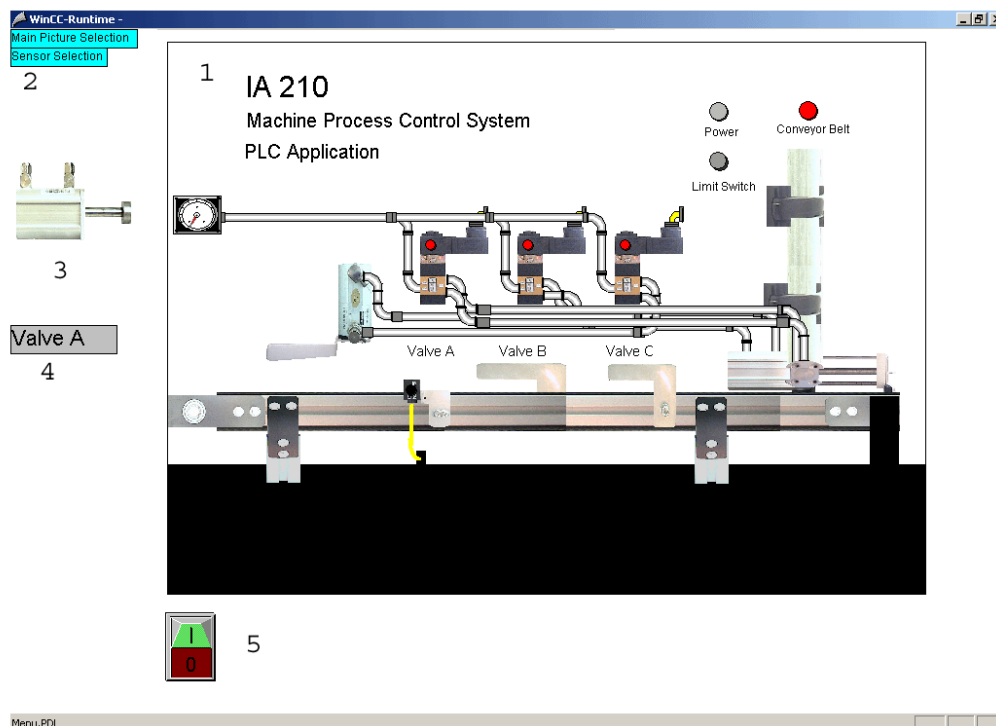 WinCC-Runtime -
Main Picture Selection
Sensor Selection
2
1
IA 210
Machine Process Control System
PLC Application
Power
Conveyor Belt
Limit Switch
3
Valve A
4
Valve A
Valve B
Valve C
I
0
5
Menu.PDL